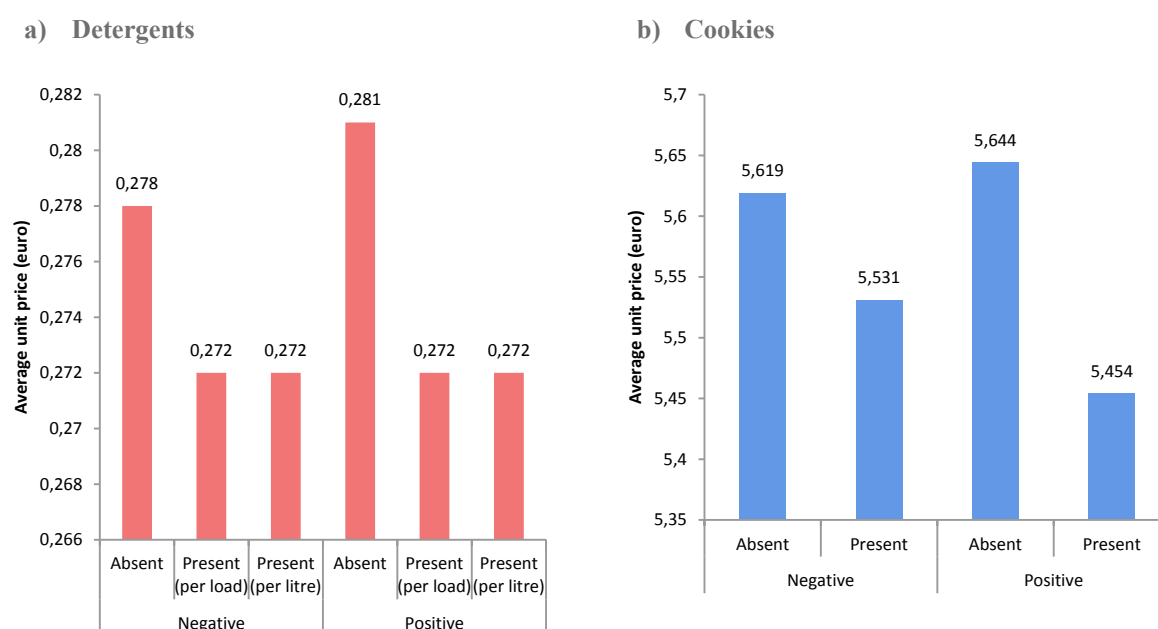 a) Detergents
0,282
0,28
0,278
0,276
0,274
0,272
0,27
0,268
0,266
Average unit price (euro)
0,278
0,272
0,272
0,281
0,272
0,272
Absent
Present (per load)
Present (per litre)
Absent
Present (per load)
Present (per litre)
Negative
Positive
b) Cookies
5,7
5,65
5,6
5,55
5,5
5,45
5,4
5,35
Average unit price (euro)
5,619
5,531
5,644
5,454
Absent
Present
Absent
Present
Negative
Positive